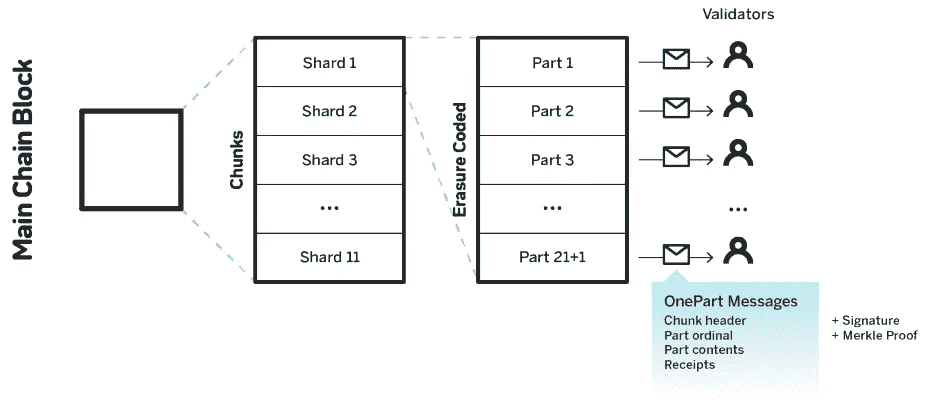 Validators
Main Chain Block
Chunks
Shard 1
Shard 2
Shard 3
...
Shard 11
Erasure Coded
Part 1
Part 2
Part 3
...
Part 21+1
...
OnePart Messages
Chunk header
Part ordinal
Part contents
Receipts
+ Signature
+ Merkle Proof